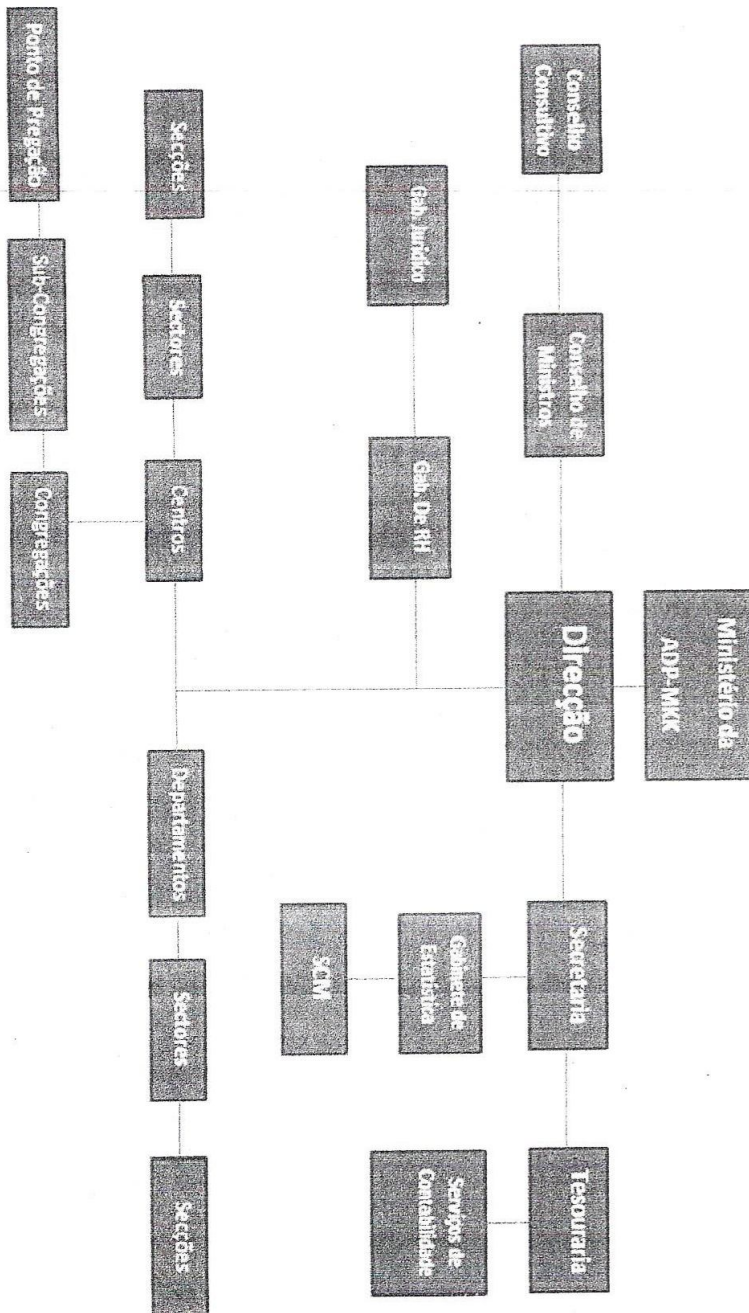 Ministério da
ADP-MKK
Conselho
Consultivo
Conselho de
Ministros
Direcção
Secretaria
Tesouraria
Gab. Jurídico
Gab. De RH
Gabinete de
Estatística
Serviços de
Contabilidade
SCIM
Secções
Sectores
Centros
Departamentos
Sectores
Secções
Ponto de Pregação
Sub-Congregações
Congregações